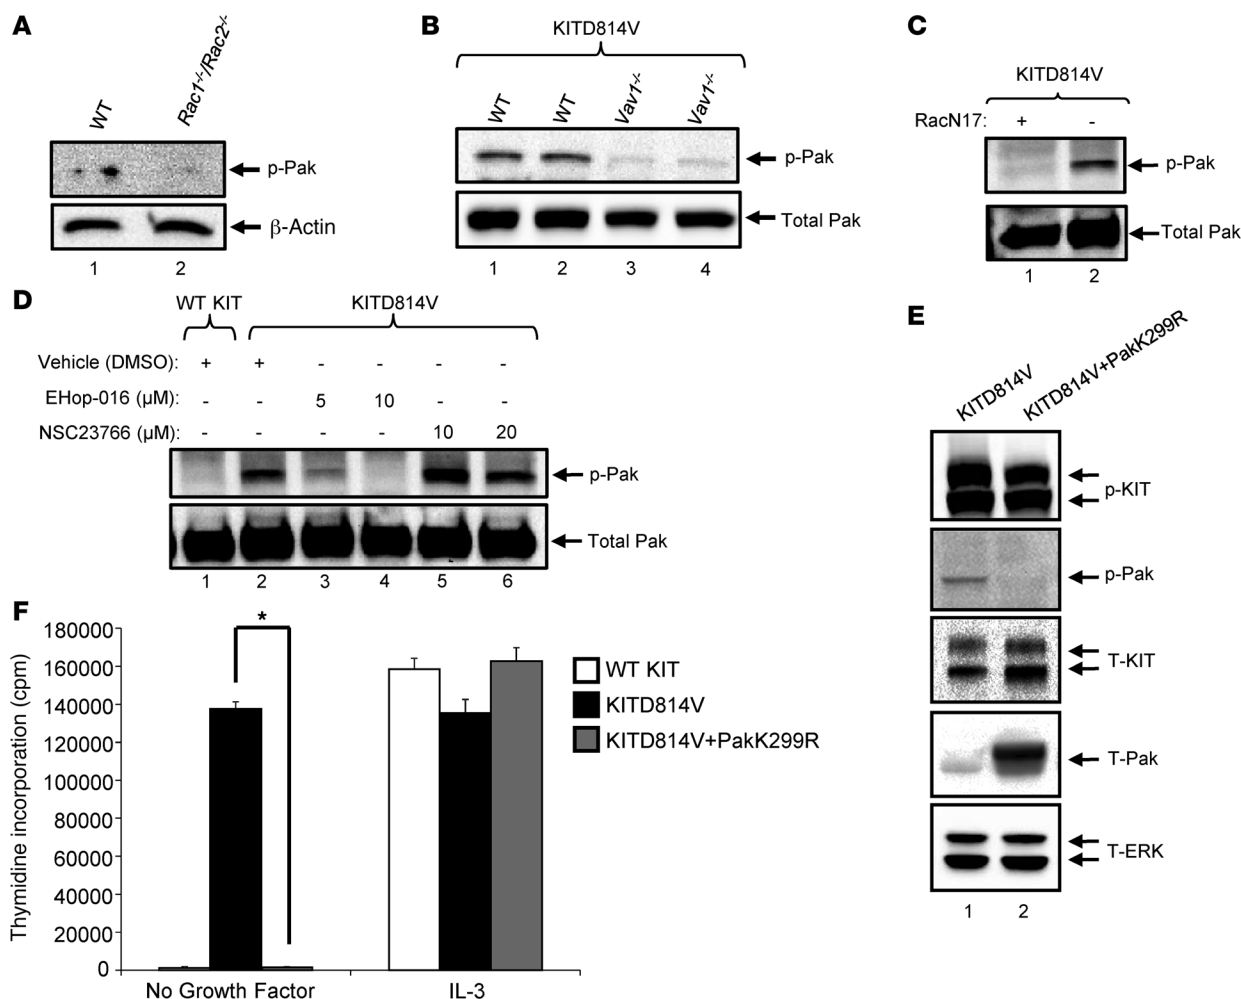 A
WT
Rac1-/-/Rac2-/-
p-Pak
β-Actin
1 2
B
KITD814V
WT WT Vav1-/- Vav1-/-
p-Pak
Total Pak
1 2 3 4
C
KITD814V
RacN17: + -
p-Pak
Total Pak
1 2
D
WT KIT KITD814V
Vehicle (DMSO): + + - - - -
EHop-016 (µM): - - 5 10 - -
NSC23766 (µM): - - - - 10 20
p-Pak
Total Pak
1 2 3 4 5 6
E
KITD814V
KITD814V+PakK299R
p-KIT
p-Pak
T-KIT
T-Pak
T-ERK
1 2
F
Thymidine incorporation (cpm)
180000
160000
140000
120000
100000
80000
60000
40000
20000
0
*
WT KIT
KITD814V
KITD814V+PakK299R
No Growth Factor IL-3